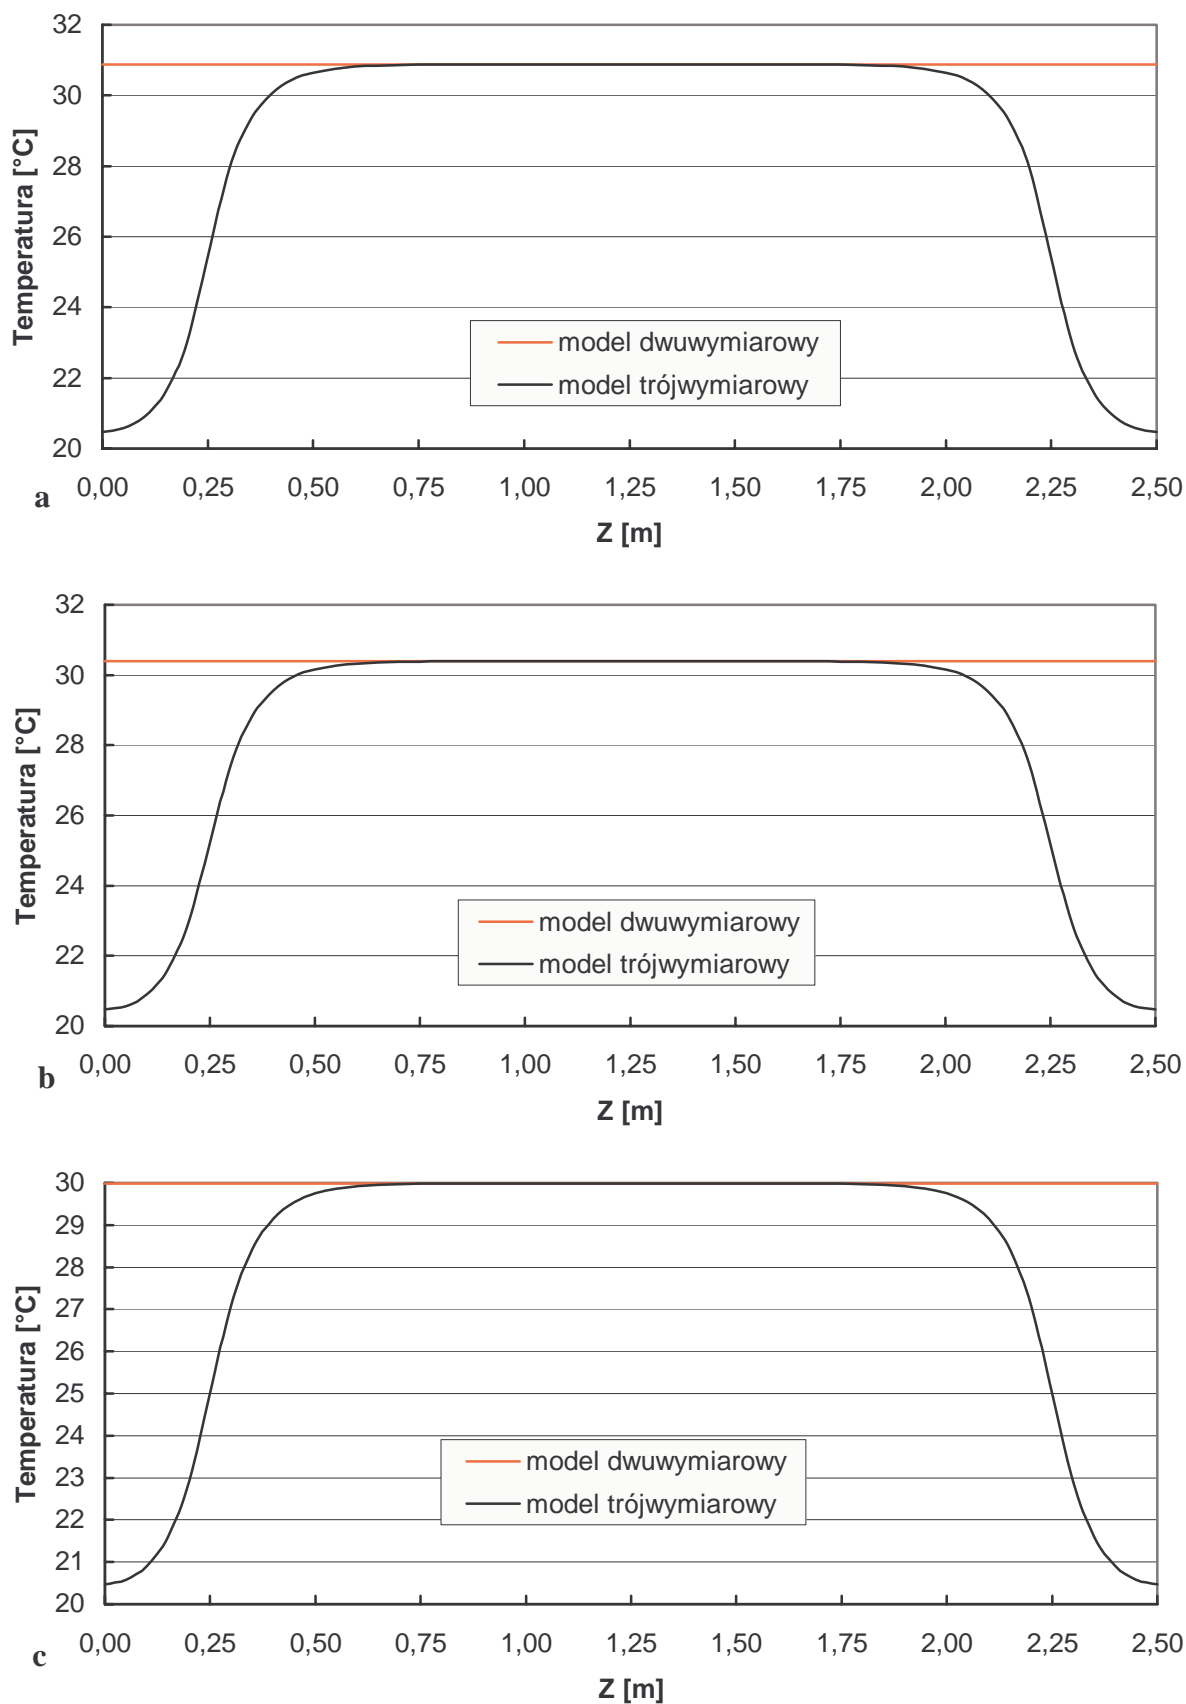 32
30
28
26
24
22
20
Temperatura [°C]
model dwuwymiarowy
model trójwymiarowy
0,00 0,25 0,50 0,75 1,00 1,25 1,50 1,75 2,00 2,25 2,50
a
Z [m]
32
30
28
26
24
22
20
Temperatura [°C]
model dwuwymiarowy
model trójwymiarowy
0,00 0,25 0,50 0,75 1,00 1,25 1,50 1,75 2,00 2,25 2,50
b
Z [m]
30
29
28
27
26
25
24
23
22
21
20
Temperatura [°C]
model dwuwymiarowy
model trójwymiarowy
0,00 0,25 0,50 0,75 1,00 1,25 1,50 1,75 2,00 2,25 2,50
c
Z [m]